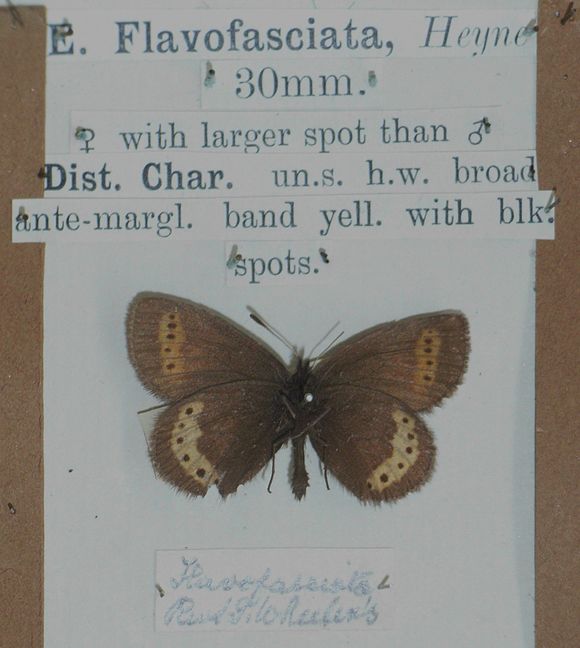 E. Flavofasciata, Heyne
30mm.
♀ with larger spot than ♂
Dist. Char. un.s. h.w. broad
ante-margl. band yell. with blk.
spots.
Flavofasciata